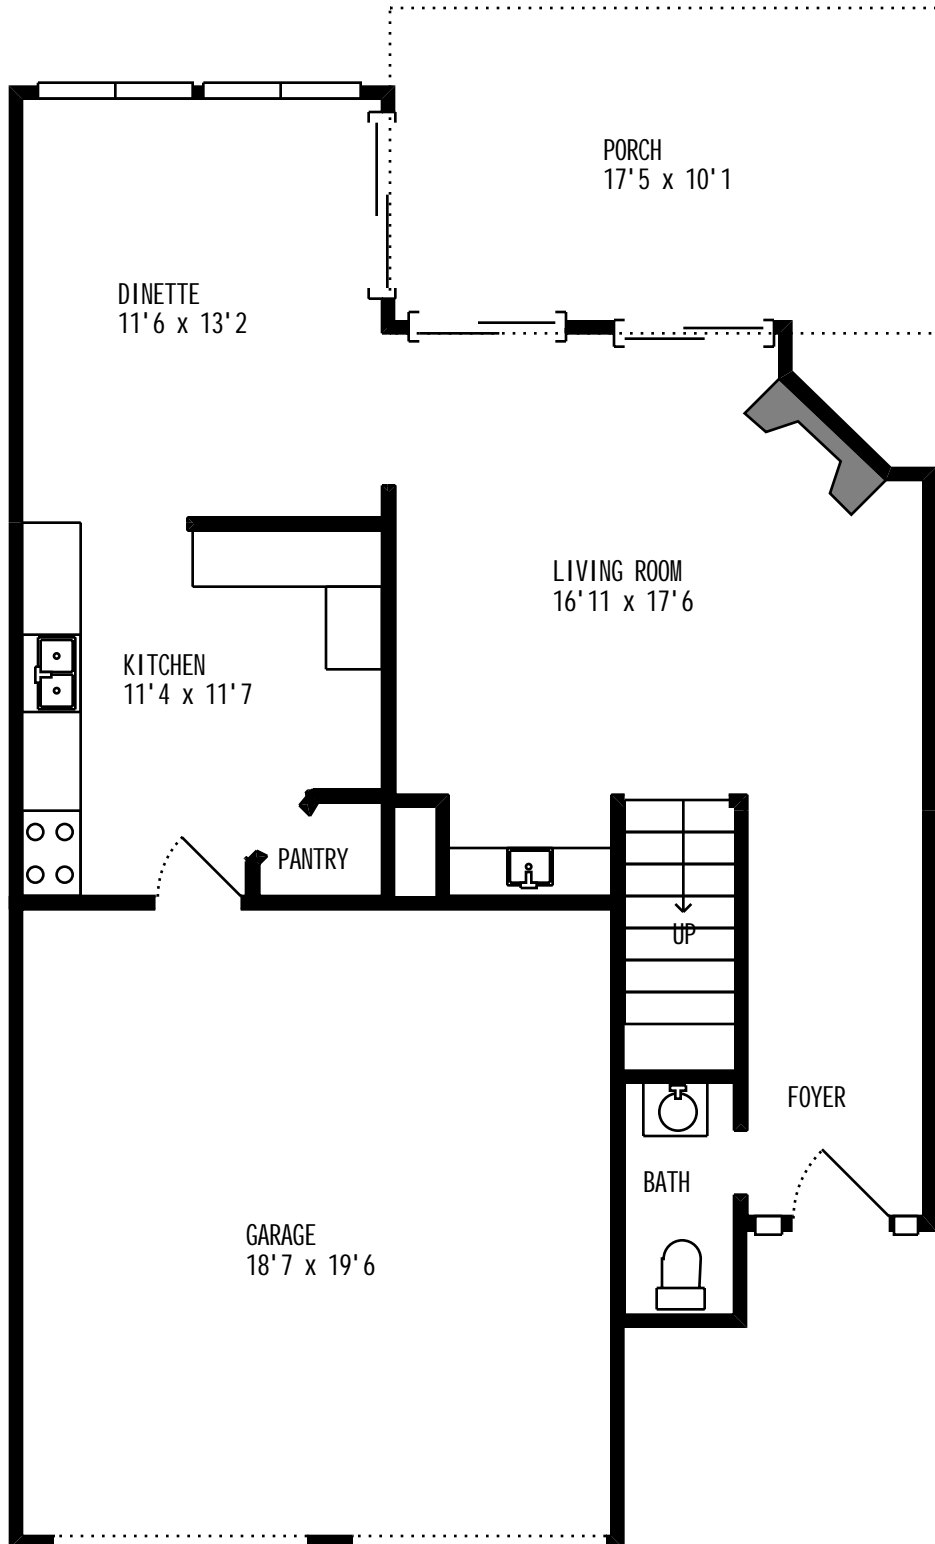 PORCH
17'5 x 10'1
DINETTE
11'6 x 13'2
LIVING ROOM
16'11 x 17'6
KITCHEN
11'4 x 11'7
PANTRY
UP
FOYER
BATH
GARAGE
18'7 x 19'6